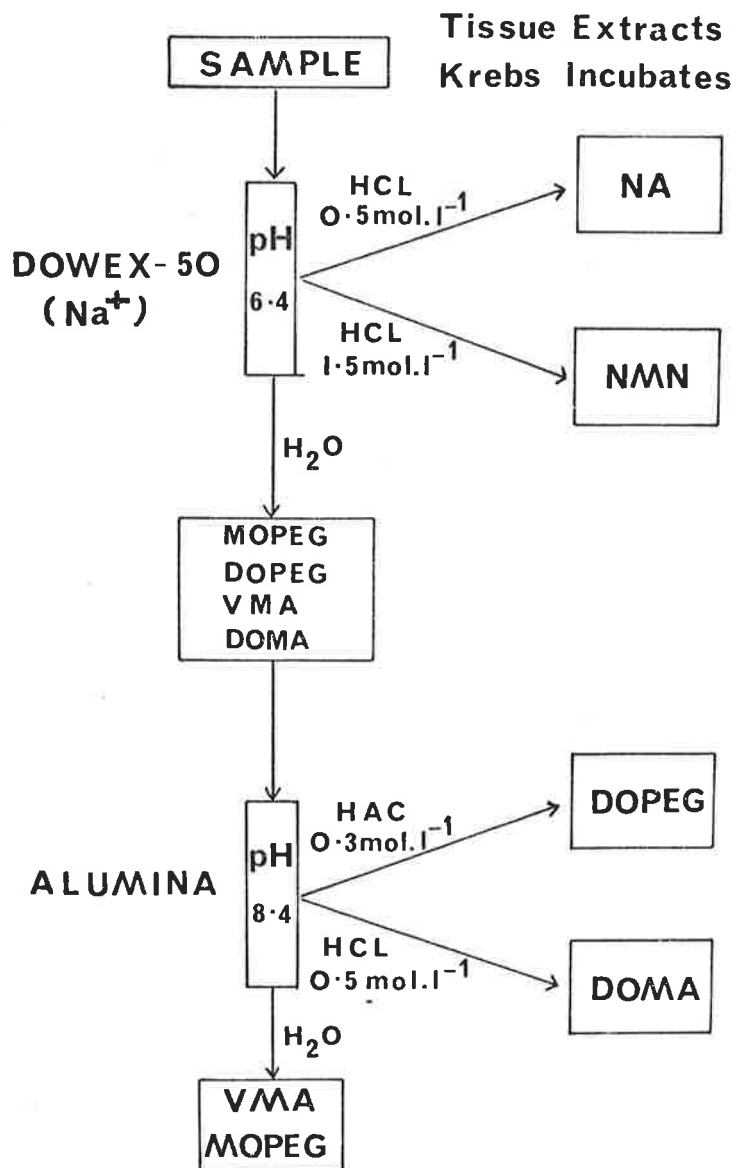 Tissue Extracts
Krebs Incubates
SAMPLE
DOWEX-50
(Na⁺)
pH
6·4
HCL
0·5mol.l⁻¹
NA
HCL
1·5mol.l⁻¹
NMN
H₂O
MOPEG
DOPEG
VMA
DOMA
ALUMINA
pH
8·4
HAC
0·3mol.l⁻¹
DOPEG
HCL
0·5mol.l⁻¹
DOMA
H₂O
VMA
MOPEG